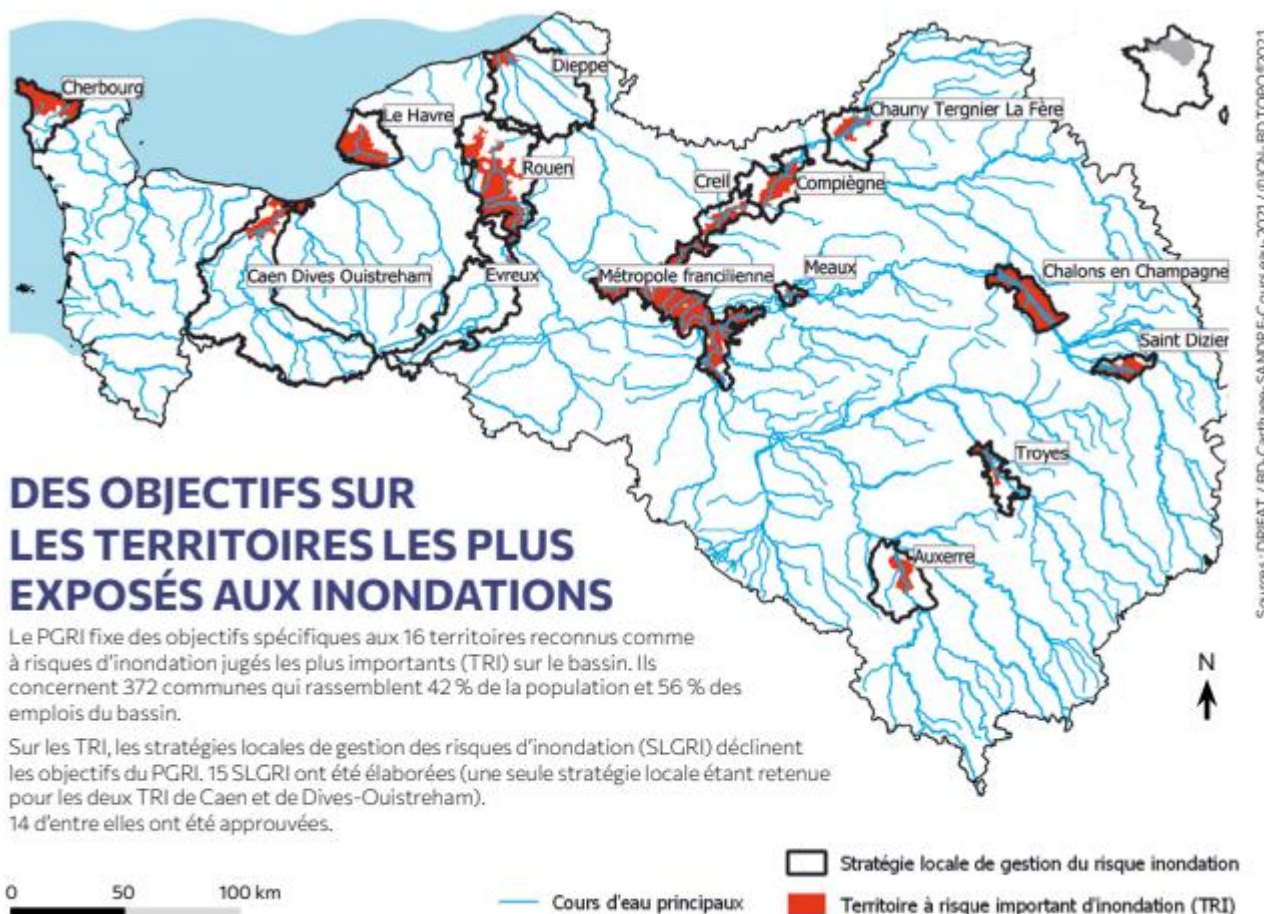 Cherbourg
Dieppe
Le Havre
Chauny Tergnier La Fère
Rouen
Creil
Compiègne
Caen Dives Ouistreham
Evreux
Métropole francilienne
Meaux
Chalons en Champagne
Saint Dizier
Troyes
Auxerre
N
DES OBJECTIFS SUR
LES TERRITOIRES LES PLUS
EXPOSÉS AUX INONDATIONS
Le PGRI fixe des objectifs spécifiques aux 16 territoires reconnus comme
à risques d'inondation jugés les plus importants (TRI) sur le bassin. Ils
concernent 372 communes qui rassemblent 42 % de la population et 56 % des
emplois du bassin.
Sur les TRI, les stratégies locales de gestion des risques d'inondation (SLGRI) déclinent
les objectifs du PGRI. 15 SLGRI ont été élaborées (une seule stratégie locale étant retenue
pour les deux TRI de Caen et de Dives-Ouistreham).
14 d'entre elles ont été approuvées.
0 50 100 km
Cours d'eau principaux
Stratégie locale de gestion du risque inondation
Territoire à risque important d'inondation (TRI)